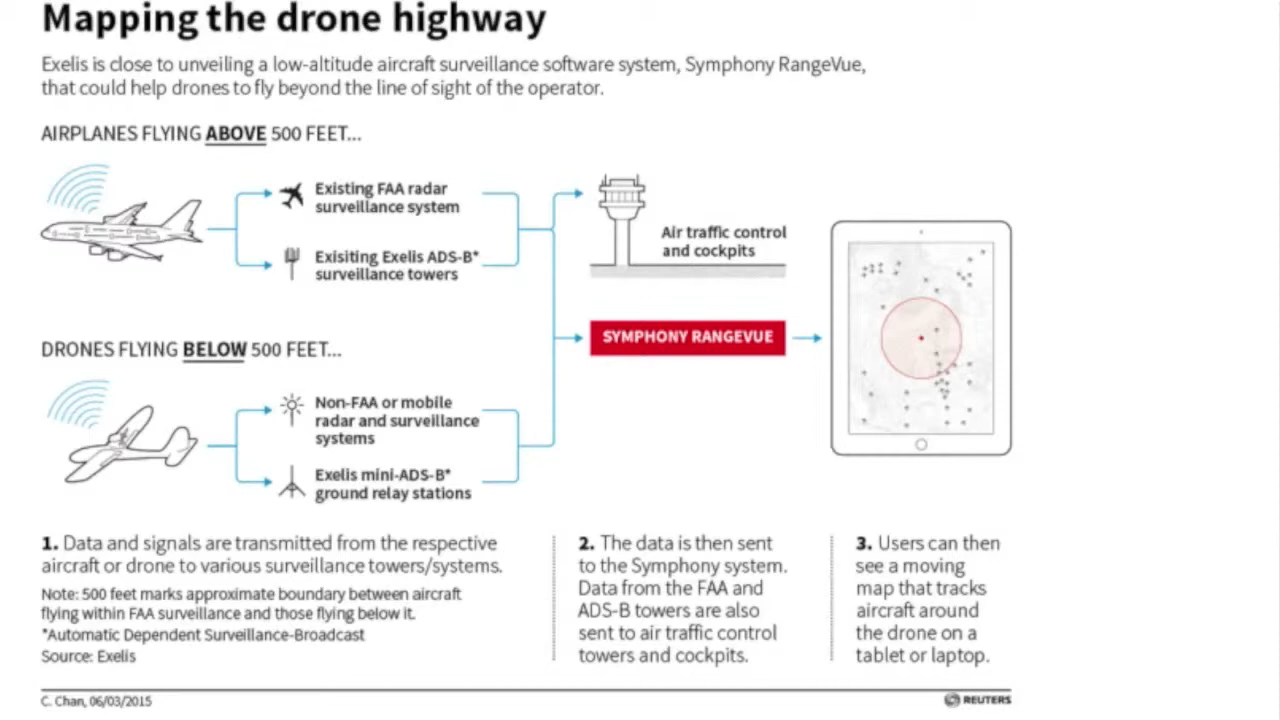 Mapping the drone highway
Exelis is close to unveiling a low-altitude aircraft surveillance software system, Symphony RangeVue,
that could help drones to fly beyond the line of sight of the operator.
AIRPLANES FLYING ABOVE 500 FEET...
Existing FAA radar
surveillance system
Exisiting Exelis ADS-B*
surveillance towers
Air traffic control
and cockpits
SYMPHONY RANGEVUE
DRONES FLYING BELOW 500 FEET...
Non-FAA or mobile
radar and surveillance
systems
Exelis mini-ADS-B*
ground relay stations
1. Data and signals are transmitted from the respective
aircraft or drone to various surveillance towers/systems.
Note: 500 feet marks approximate boundary between aircraft
flying within FAA surveillance and those flying below it.
*Automatic Dependent Surveillance-Broadcast
Source: Exelis
2. The data is then sent
to the Symphony system.
Data from the FAA and
ADS-B towers are also
sent to air traffic control
towers and cockpits.
3. Users can then
see a moving
map that tracks
aircraft around
the drone on a
tablet or laptop.
C. Chan, 06/03/2015
REUTERS